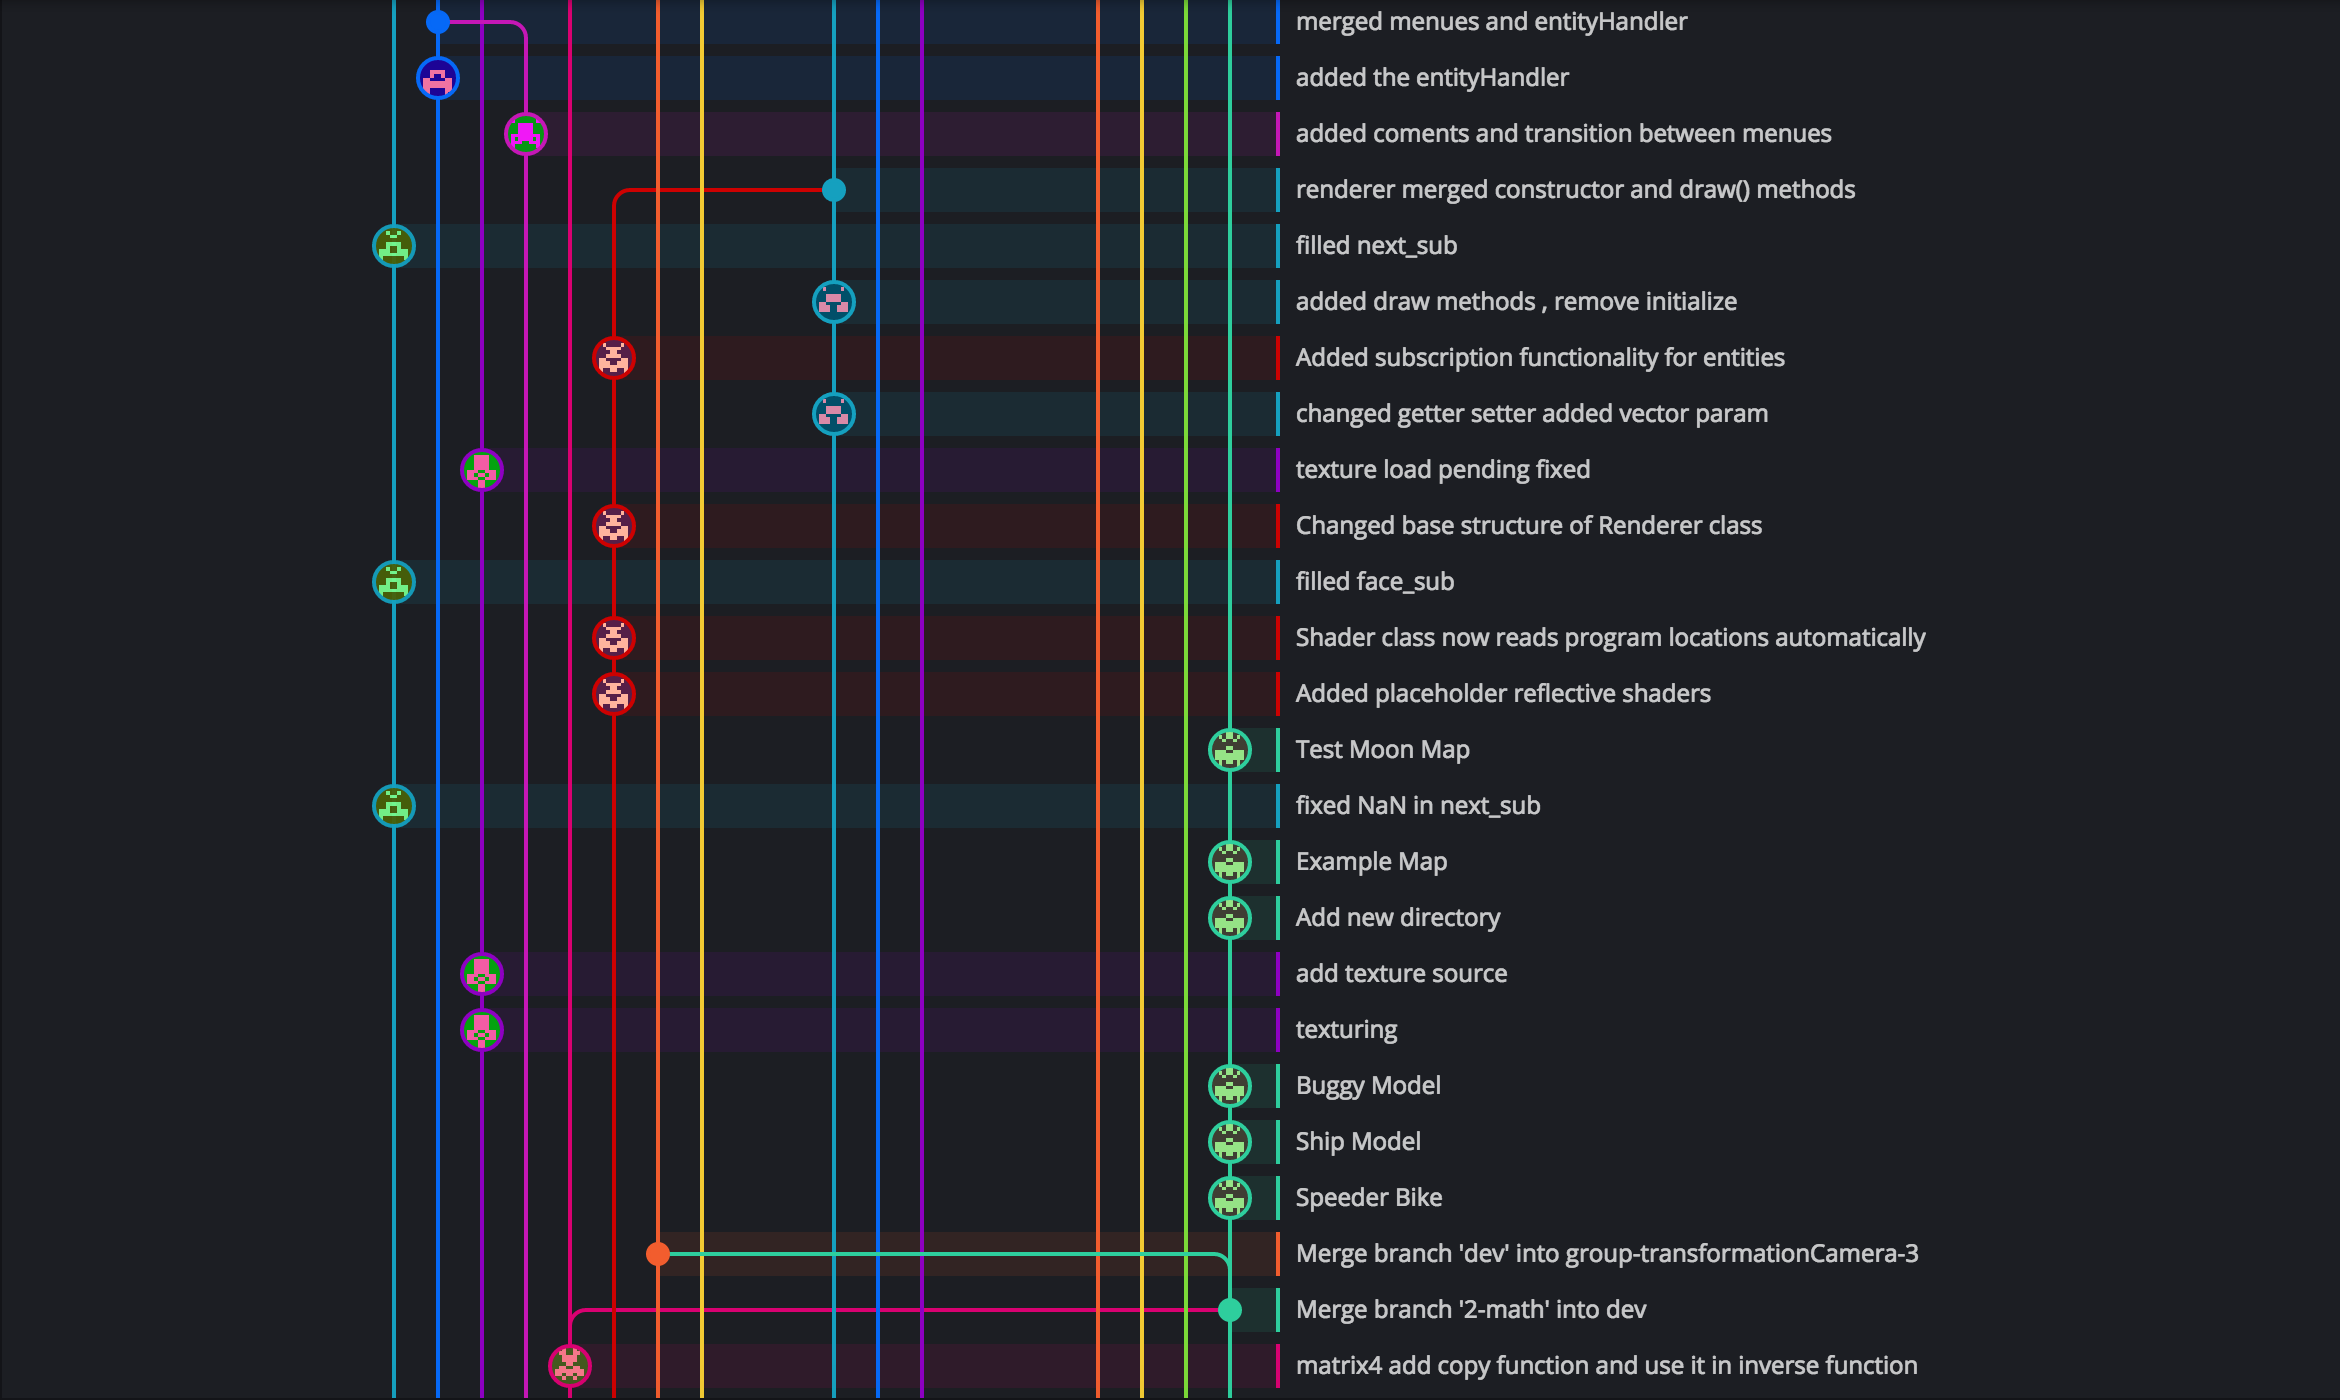 merged menues and entityHandler
added the entityHandler
added coments and transition between menues
renderer merged constructor and draw() methods
filled next_sub
added draw methods , remove initialize
Added subscription functionality for entities
changed getter setter added vector param
texture load pending fixed
Changed base structure of Renderer class
filled face_sub
Shader class now reads program locations automatically
Added placeholder reflective shaders
Test Moon Map
fixed NaN in next_sub
Example Map
Add new directory
add texture source
texturing
Buggy Model
Ship Model
Speeder Bike
Merge branch 'dev' into group-transformationCamera-3
Merge branch '2-math' into dev
matrix4 add copy function and use it in inverse function